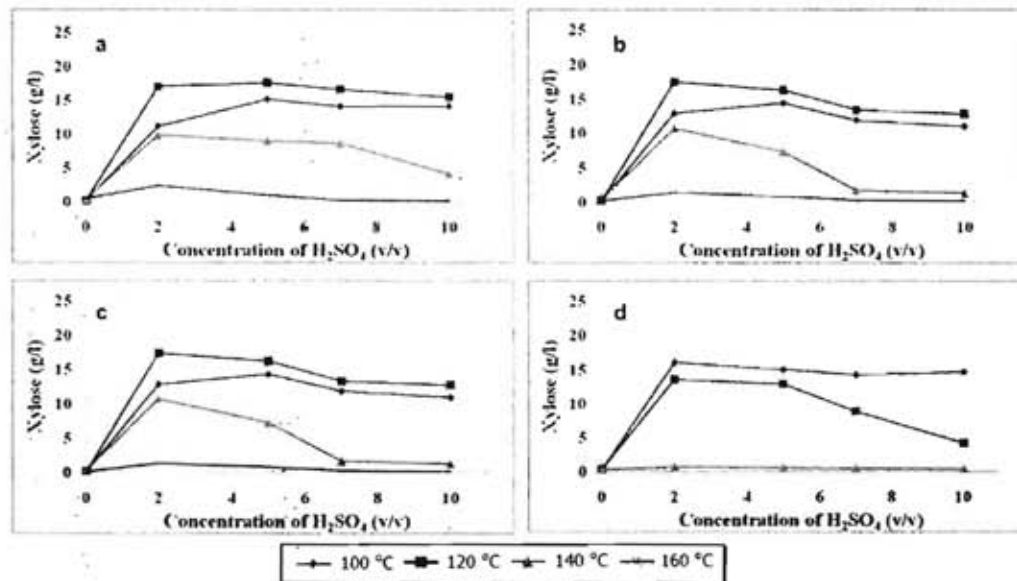 a
25
20
15
10
5
0
Xylose (g/l)
0 2 4 6 8 10
Concentration of H₂SO₄ (v/v)
b
25
20
15
10
5
0
Xylose (g/l)
0 2 4 6 8 10
Concentration of H₂SO₄ (v/v)
c
25
20
15
10
5
0
Xylose (g/l)
0 2 4 6 8 10
Concentration of H₂SO₄ (v/v)
d
25
20
15
10
5
0
Xylose (g/l)
0 2 4 6 8 10
Concentration of H₂SO₄ (v/v)
100 °C 120 °C 140 °C 160 °C